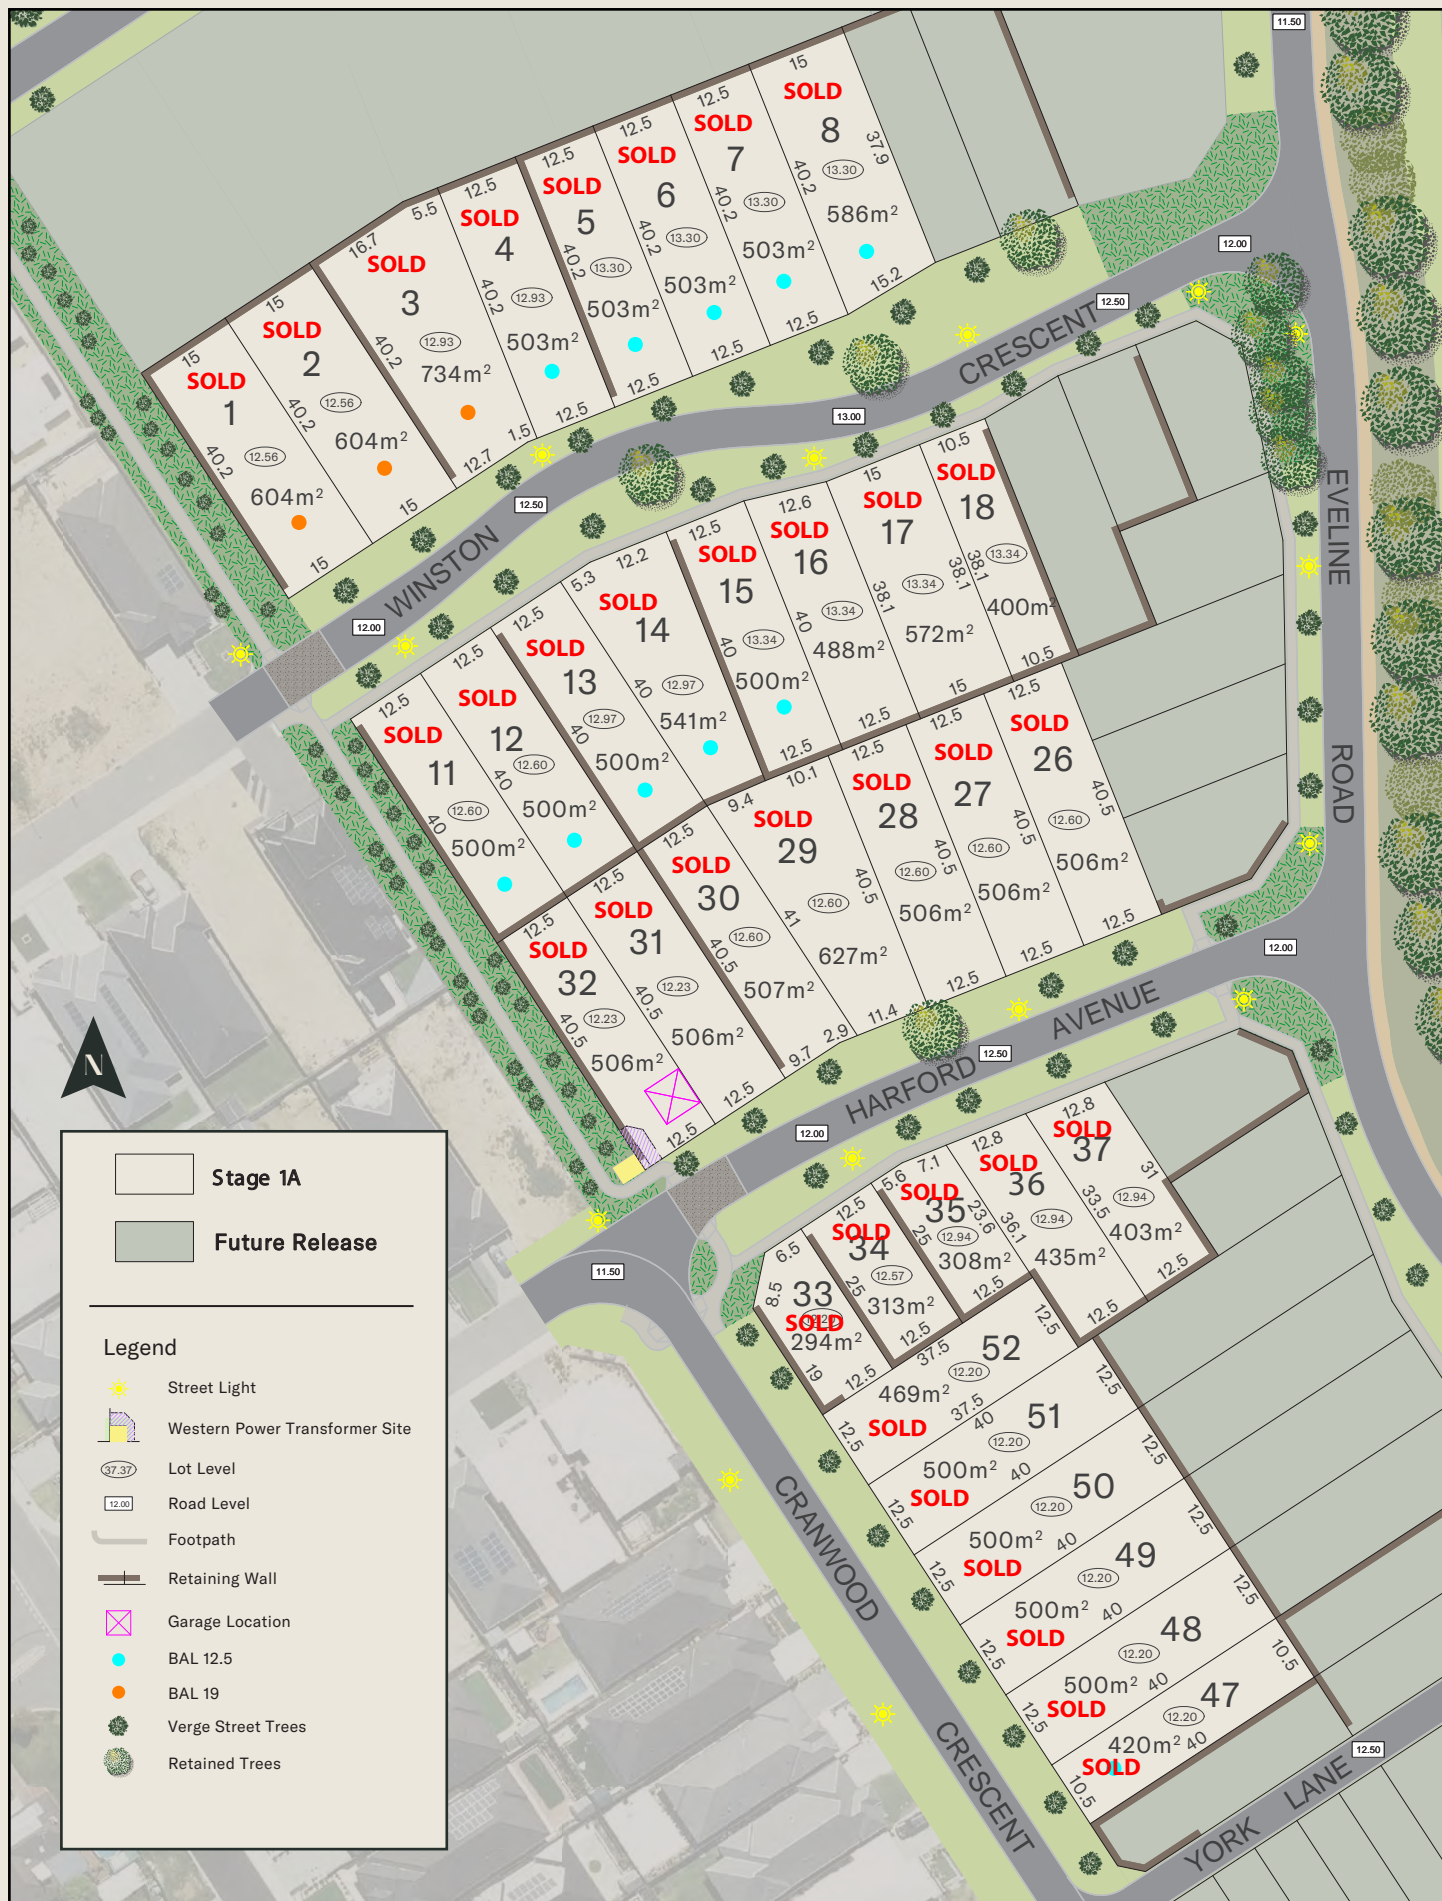 11.50
15
SOLD
8
37.9
13.30
586m²
15.2
12.5
SOLD
7
40.2
13.30
503m²
12.5
12.5
SOLD
6
40.2
13.30
503m²
12.5
12.5
SOLD
5
40.2
13.30
503m²
12.5
12.5
SOLD
4
40.2
12.93
503m²
12.5
5.5
16.7
SOLD
3
40.2
12.93
734m²
12.7
1.5
15
SOLD
2
40.2
12.56
604m²
15
15
SOLD
1
40.2
40.2
12.56
604m²
15
12.00
12.50
CRESCENT
13.00
12.50
WINSTON
12.00
EVELINE
ROAD
10.5
SOLD
18
38.1
13.34
400m²
10.5
15
SOLD
17
38.1
13.34
572m²
15
12.6
SOLD
16
40
13.34
488m²
12.5
12.5
SOLD
15
40
13.34
500m²
12.5
5.3
12.2
SOLD
14
40
12.97
541m²
12.5
SOLD
13
40
12.97
500m²
12.5
SOLD
12
40
12.60
500m²
12.5
SOLD
11
40
12.60
500m²
12.5
SOLD
26
40.5
12.60
506m²
12.5
12.5
SOLD
27
40.5
12.60
506m²
12.5
12.5
SOLD
28
40.5
12.60
506m²
12.5
9.4
10.1
SOLD
29
40.5
41
12.60
627m²
2.9
11.4
12.5
SOLD
30
40.5
12.60
507m²
9.7
12.5
SOLD
31
40.5
12.23
506m²
12.5
12.5
SOLD
32
40.5
12.23
506m²
12.5
12.00
AVENUE
12.50
HARFORD
12.00
11.50
12.8
SOLD
37
31
33.5
12.94
403m²
12.5
12.8
SOLD
36
36.1
12.94
435m²
12.5
5.6
7.1
SOLD
35
23.6
25
12.94
308m²
12.5
12.5
SOLD
34
25
12.57
313m²
12.5
6.5
8.5
33
SOLD
294m²
19
12.5
37.5
52
12.5
12.20
469m²
37.5
SOLD
12.5
40
51
12.5
12.20
500m²
40
SOLD
12.5
50
12.5
12.20
500m²
40
SOLD
12.5
49
12.5
12.20
500m²
40
SOLD
12.5
48
12.5
12.20
500m²
40
SOLD
12.5
47
10.5
12.20
420m²
40
SOLD
10.5
CRANWOOD
CRESCENT
12.50
YORK LANE
N
Stage 1A
Future Release
Legend
Street Light
Western Power Transformer Site
37.37
Lot Level
12.00
Road Level
Footpath
Retaining Wall
Garage Location
BAL 12.5
BAL 19
Verge Street Trees
Retained Trees